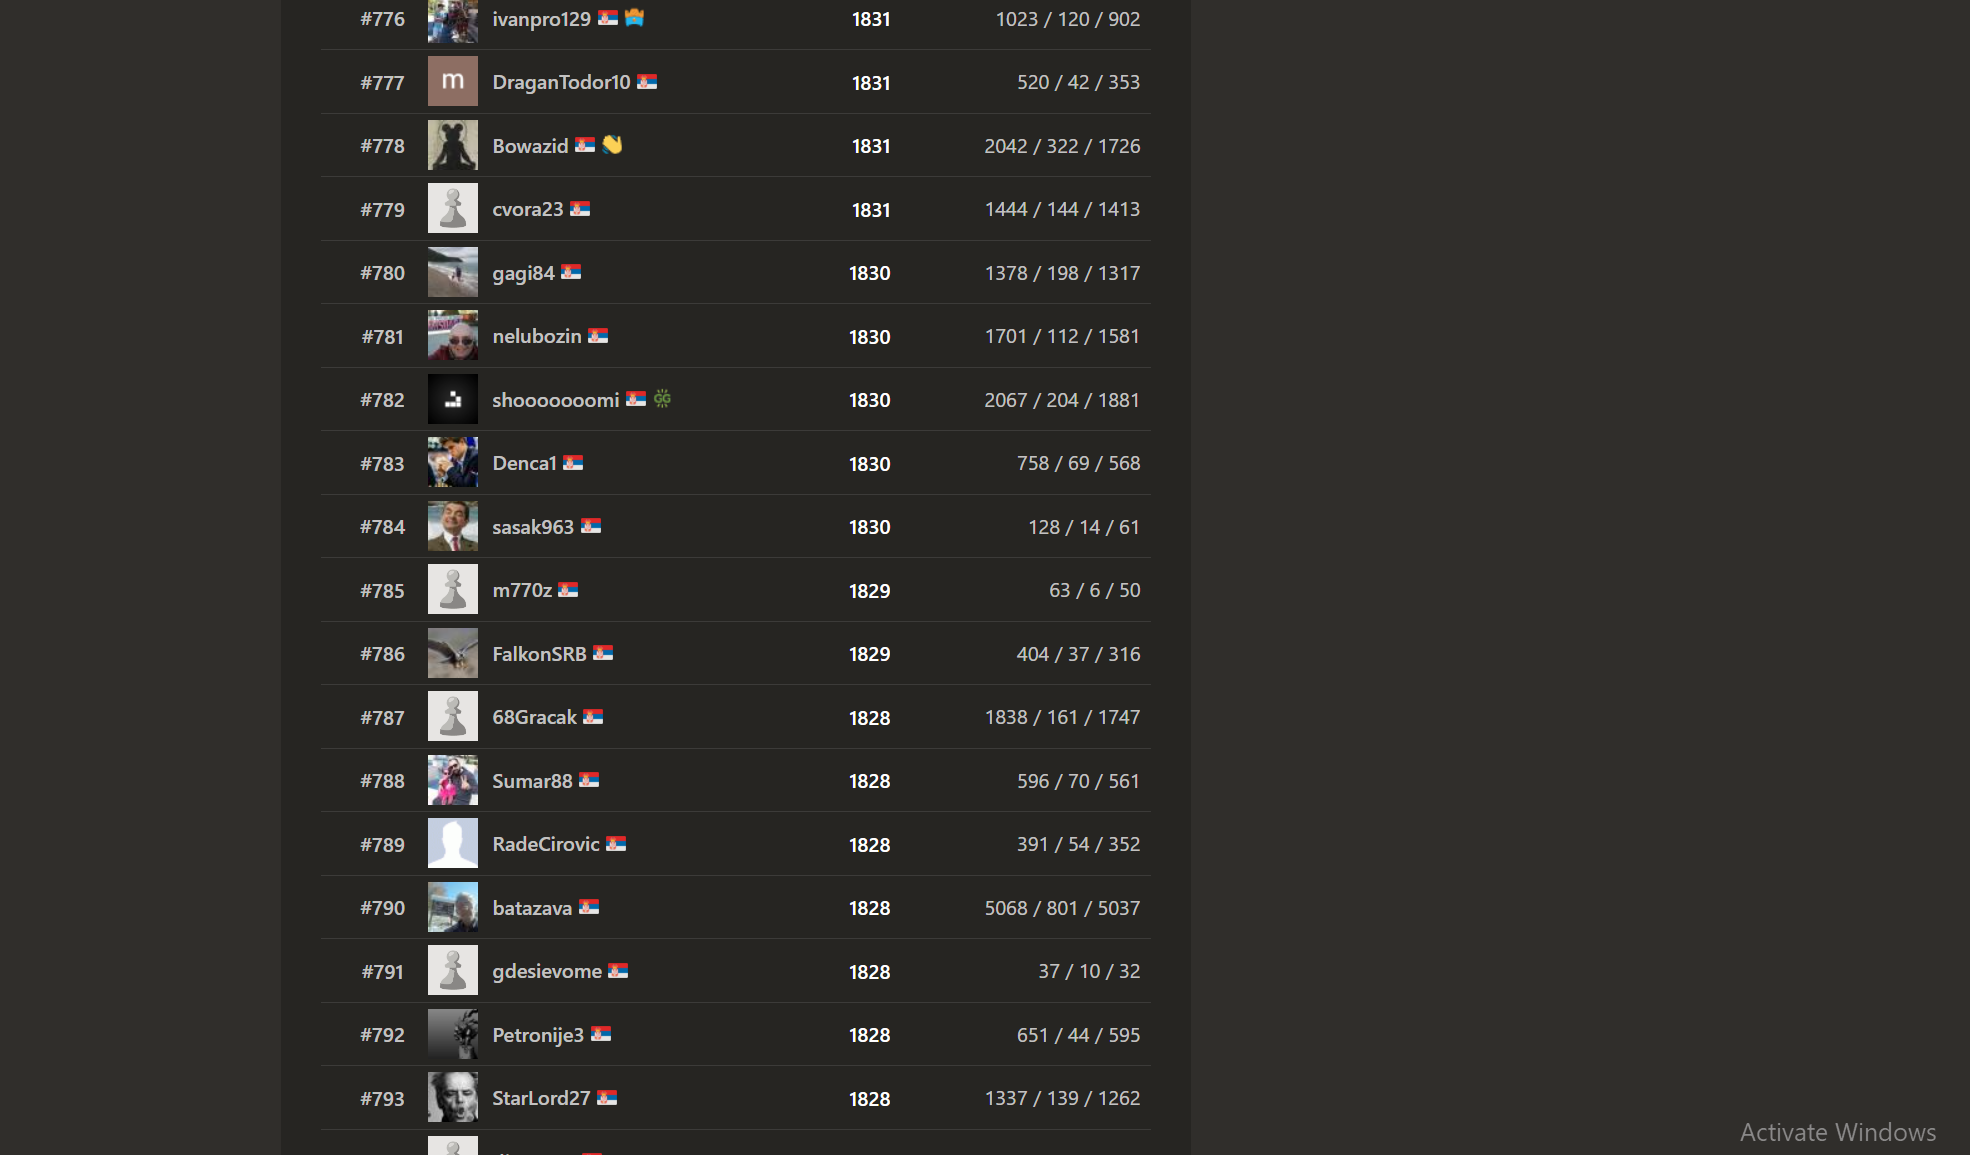 #776 ivanpro129 1831 1023 / 120 / 902
#777 m DraganTodor10 1831 520 / 42 / 353
#778 Bowazid 1831 2042 / 322 / 1726
#779 cvora23 1831 1444 / 144 / 1413
#780 gagi84 1830 1378 / 198 / 1317
#781 nelubozin 1830 1701 / 112 / 1581
#782 shooooooomi GG 1830 2067 / 204 / 1881
#783 Denca1 1830 758 / 69 / 568
#784 sasak963 1830 128 / 14 / 61
#785 m770z 1829 63 / 6 / 50
#786 FalkonSRB 1829 404 / 37 / 316
#787 68Gracak 1828 1838 / 161 / 1747
#788 Sumar88 1828 596 / 70 / 561
#789 RadeCirovic 1828 391 / 54 / 352
#790 batazava 1828 5068 / 801 / 5037
#791 gdesievome 1828 37 / 10 / 32
#792 Petronije3 1828 651 / 44 / 595
#793 StarLord27 1828 1337 / 139 / 1262
Activate Windows